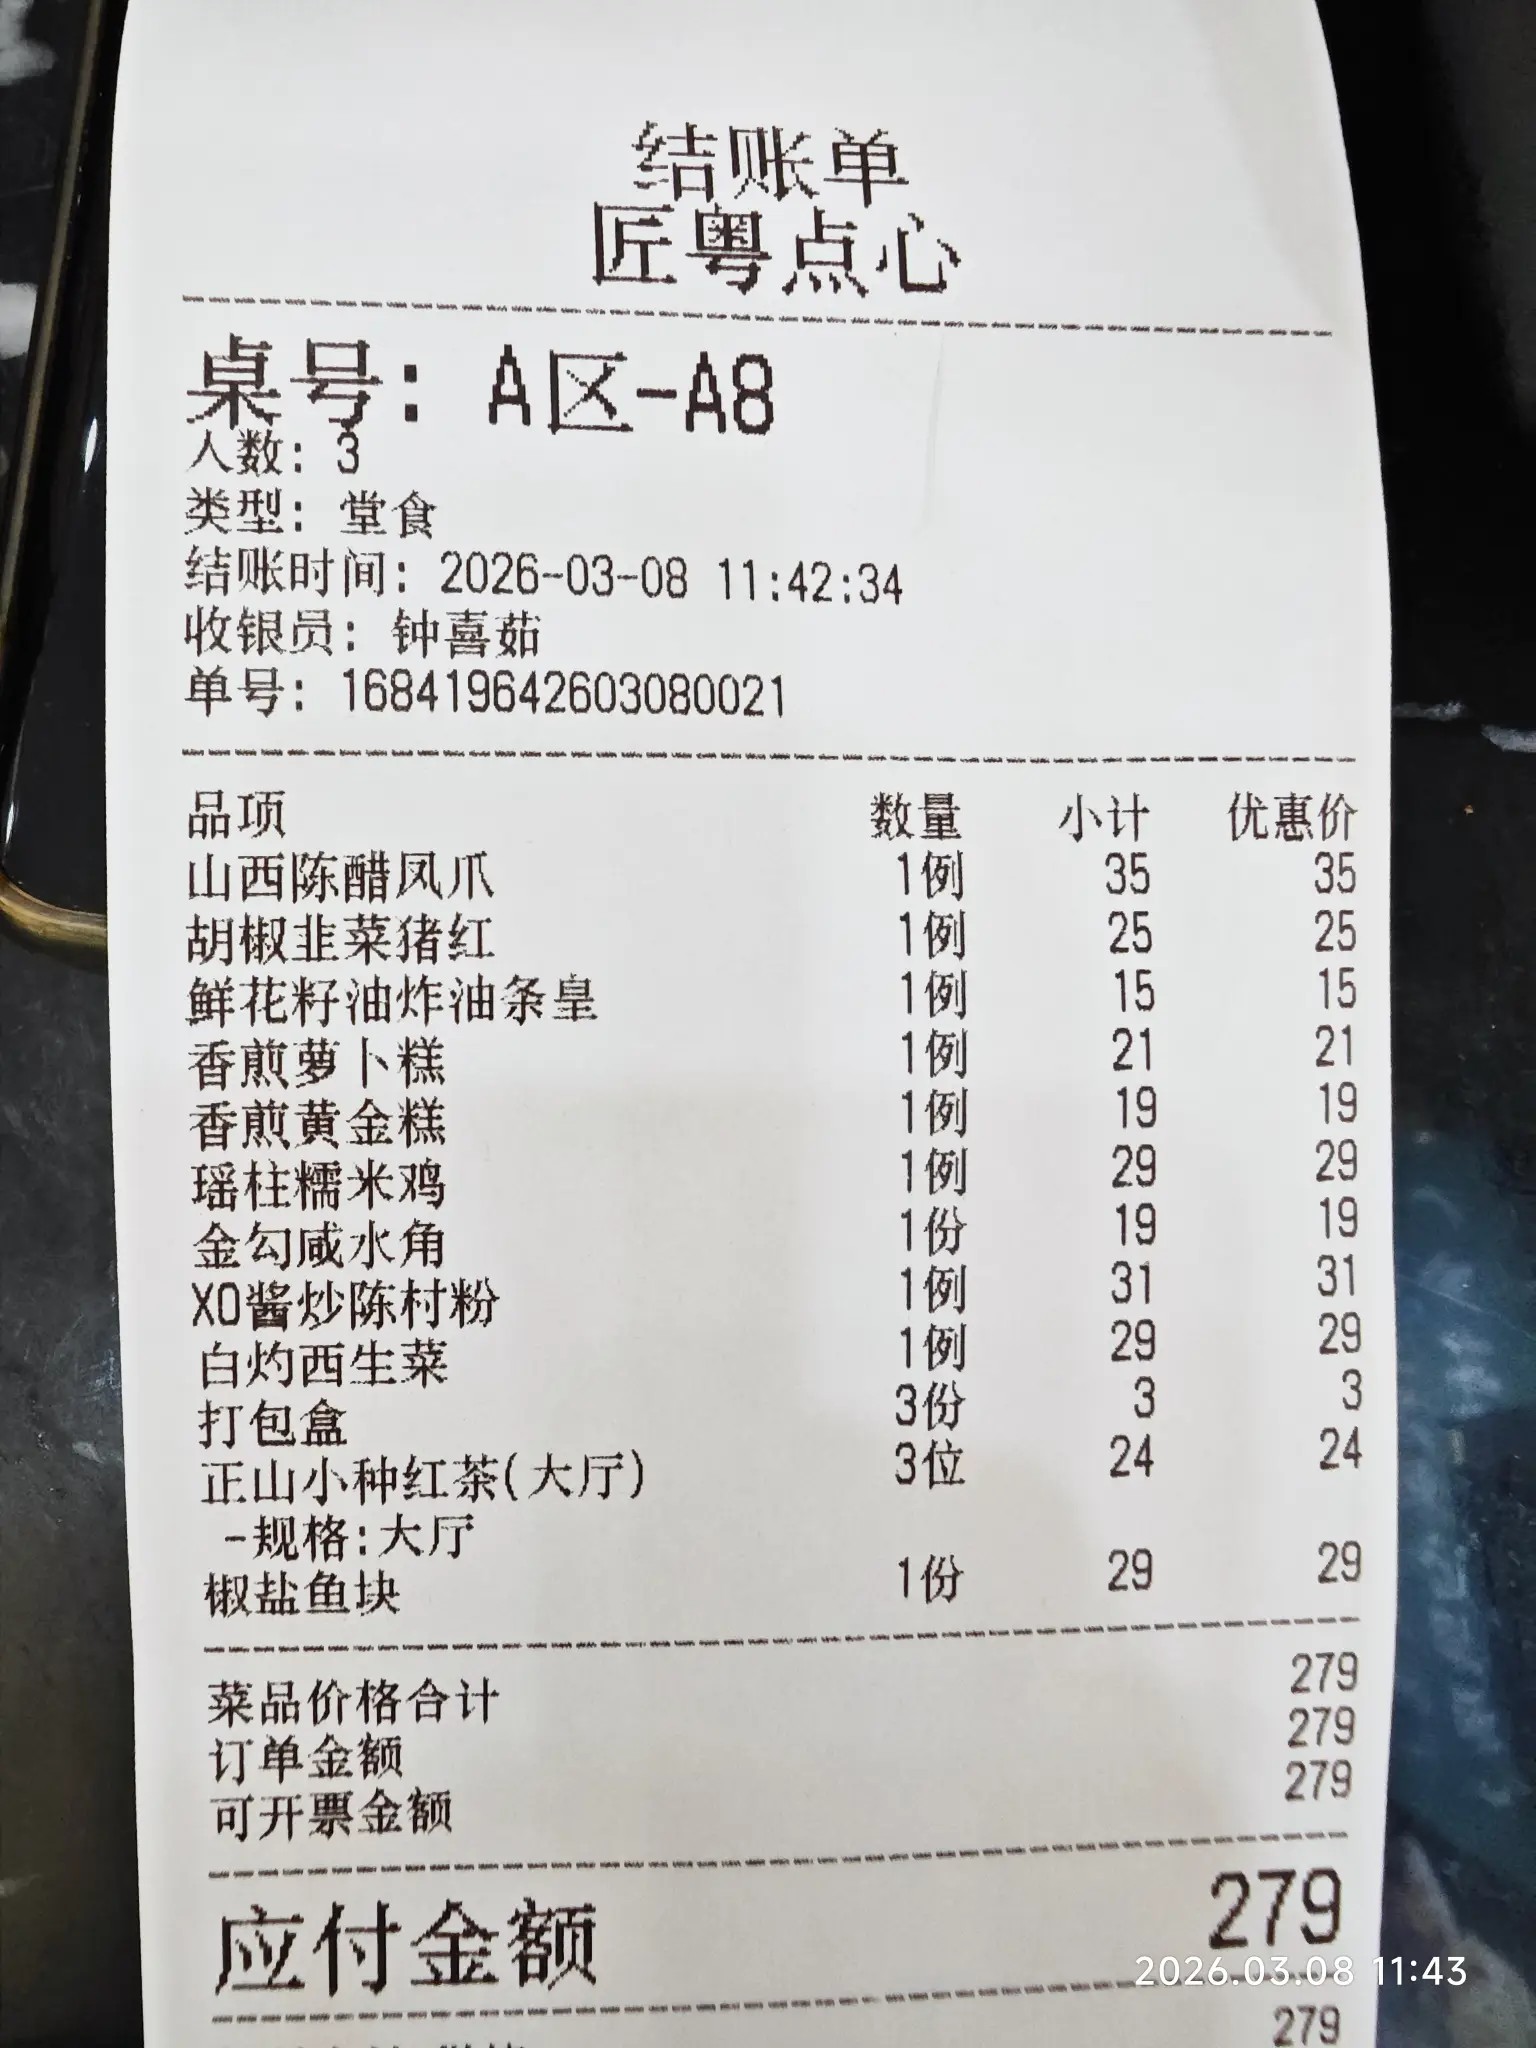 结账单
匠粤点心
桌号: A区-A8
人数: 3
类型: 堂食
结账时间: 2026-03-08 11:42:34
收银员: 钟喜茹
单号: 168419642603080021
品项 数量 小计 优惠价
山西陈醋凤爪 1例 35 35
胡椒韭菜猪红 1例 25 25
鲜花籽油炸油条皇 1例 15 15
香煎萝卜糕 1例 21 21
香煎黄金糕 1例 19 19
瑶柱糯米鸡 1例 29 29
金勾咸水角 1份 19 19
XO酱炒陈村粉 1例 31 31
白灼西生菜 1例 29 29
打包盒 3份 3 3
正山小种红茶(大厅) 3位 24 24
-规格:大厅
椒盐鱼块 1份 29 29
菜品价格合计 279
订单金额 279
可开票金额 279
应付金额 279
2026.03.08 11:43
279